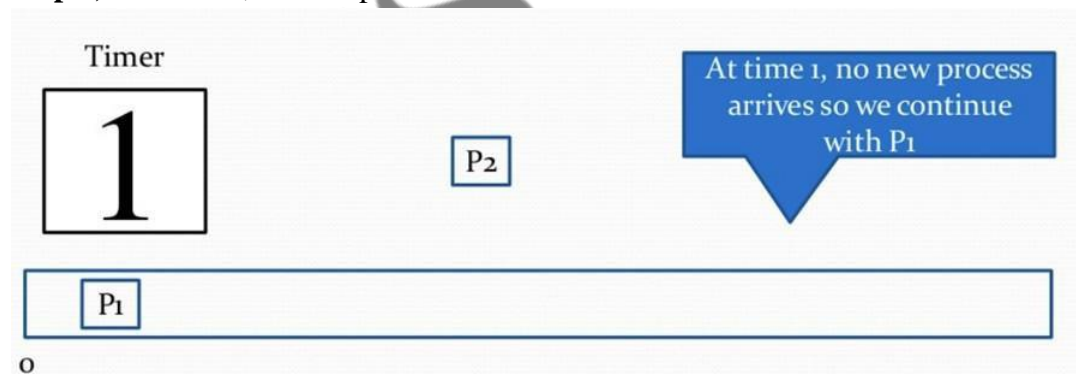 Timer
1
At time 1, no new process
arrives so we continue
with P1
P2
P1
0